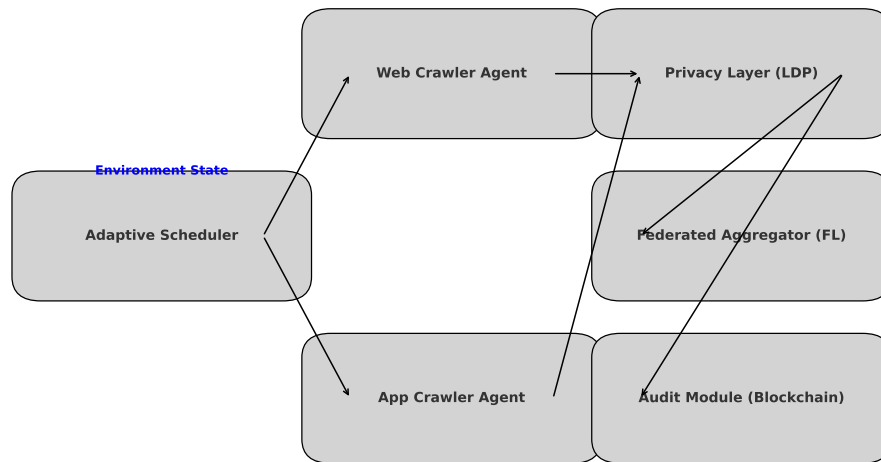 Web Crawler Agent
Privacy Layer (LDP)
Environment State
Adaptive Scheduler
Federated Aggregator (FL)
App Crawler Agent
Audit Module (Blockchain)